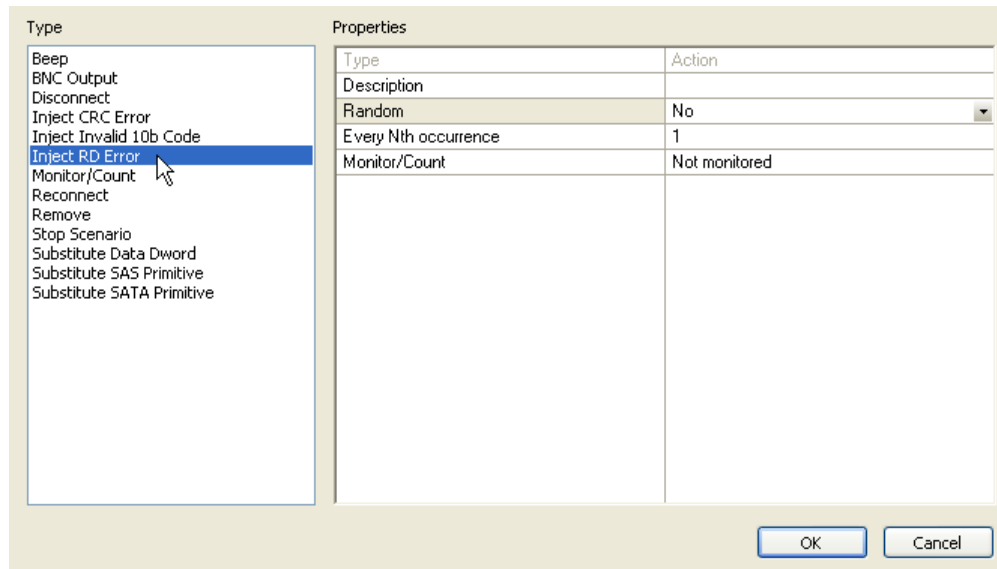 Type
Beep
BNC Output
Disconnect
Inject CRC Error
Inject Invalid 10b Code
Inject RD Error
Monitor/Count
Reconnect
Remove
Stop Scenario
Substitute Data Dword
Substitute SAS Primitive
Substitute SATA Primitive
Properties
Type Action
Description
Random No
Every Nth occurrence 1
Monitor/Count Not monitored
OK Cancel